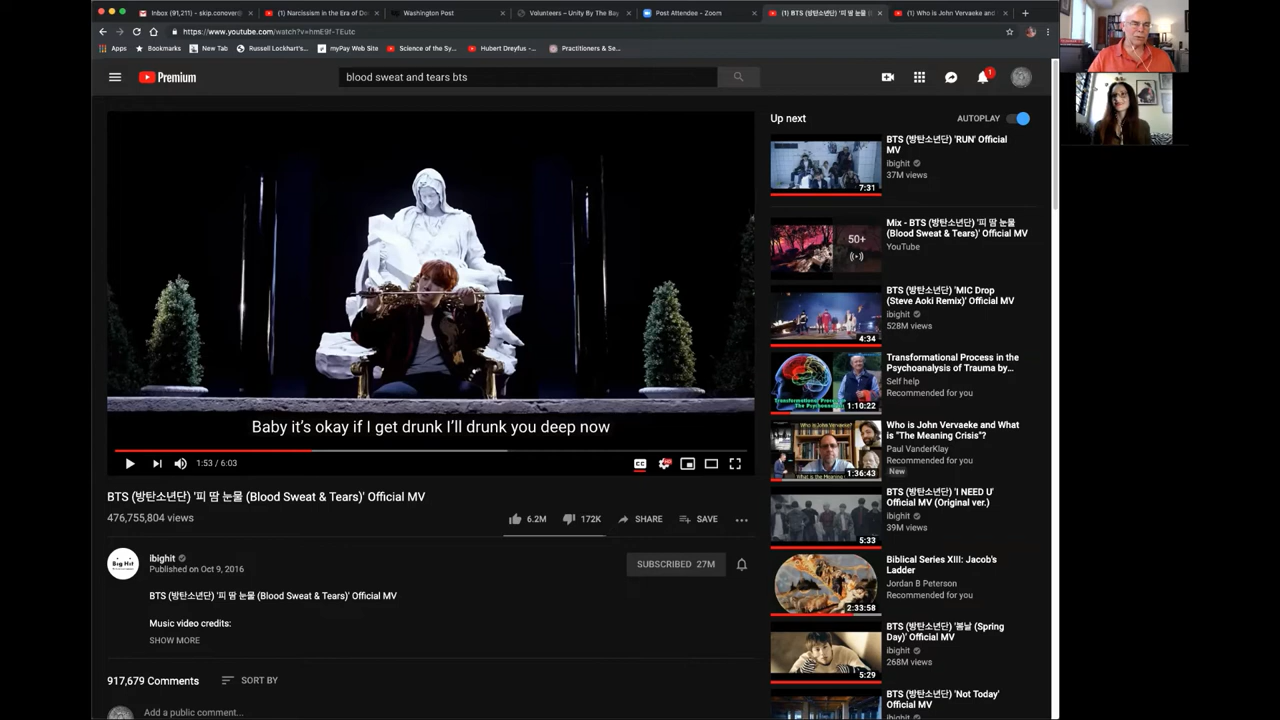 Inbox (91,211) - skip.conover
(1) Narcissism in the Era of Do
Washington Post
Volunteers – Unity By The Bay
Post Attendee - Zoom
(1) BTS (방탄소년단) '피 땀 눈물
(1) Who is John Vervaeke and
https://www.youtube.com/watch?v=hmE9f-TEutc
Apps
Bookmarks
New Tab
Russell Lockhart's...
myPay Web Site
Science of the Sy...
Hubert Dreyfus -...
Practitioners & Se...
Premium
blood sweat and tears bts
1
Baby it's okay if I get drunk I'll drunk you deep now
1:53 / 6:03
BTS (방탄소년단) '피 땀 눈물 (Blood Sweat & Tears)' Official MV
476,755,804 views
6.2M
172K
SHARE
SAVE
Big Hit
ibighit
Published on Oct 9, 2016
SUBSCRIBED 27M
BTS (방탄소년단) '피 땀 눈물 (Blood Sweat & Tears)' Official MV
Music video credits:
SHOW MORE
917,679 Comments
SORT BY
Add a public comment...
Up next
AUTOPLAY
7:31
BTS (방탄소년단) 'RUN' Official
MV
ibighit
37M views
50+
Mix - BTS (방탄소년단) '피 땀 눈물
(Blood Sweat & Tears)' Official MV
YouTube
4:34
BTS (방탄소년단) 'MIC Drop
(Steve Aoki Remix)' Official MV
ibighit
528M views
Transformational Process in
The Psychoanalysis of Trauma
1:10:22
Transformational Process in the
Psychoanalysis of Trauma by...
Self help
Recommended for you
1:36:43
Who is John Vervaeke and What
is "The Meaning Crisis"?
Paul VanderKlay
Recommended for you
New
5:33
BTS (방탄소년단) 'I NEED U'
Official MV (Original ver.)
ibighit
39M views
2:33:58
Biblical Series XIII: Jacob's
Ladder
Jordan B Peterson
Recommended for you
5:29
BTS (방탄소년단) '봄날 (Spring
Day)' Official MV
ibighit
268M views
BTS (방탄소년단) 'Not Today'
Official MV
ibighit